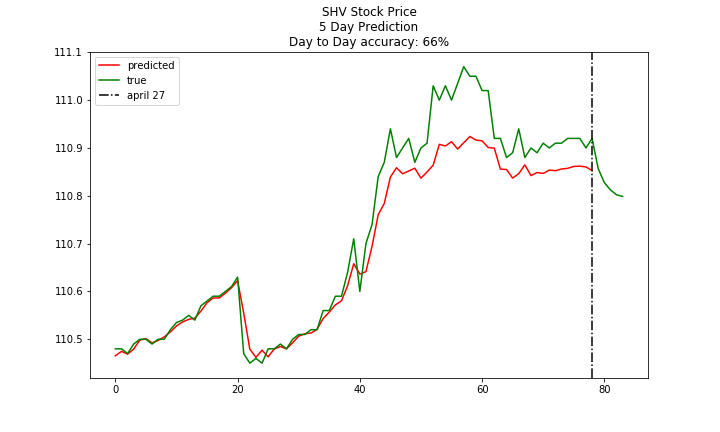 SHV Stock Price
5 Day Prediction
Day to Day accuracy: 66%
111.1
predicted
true
april 27
111.0
110.9
110.8
110.7
110.6
110.5
0 20 40 60 80